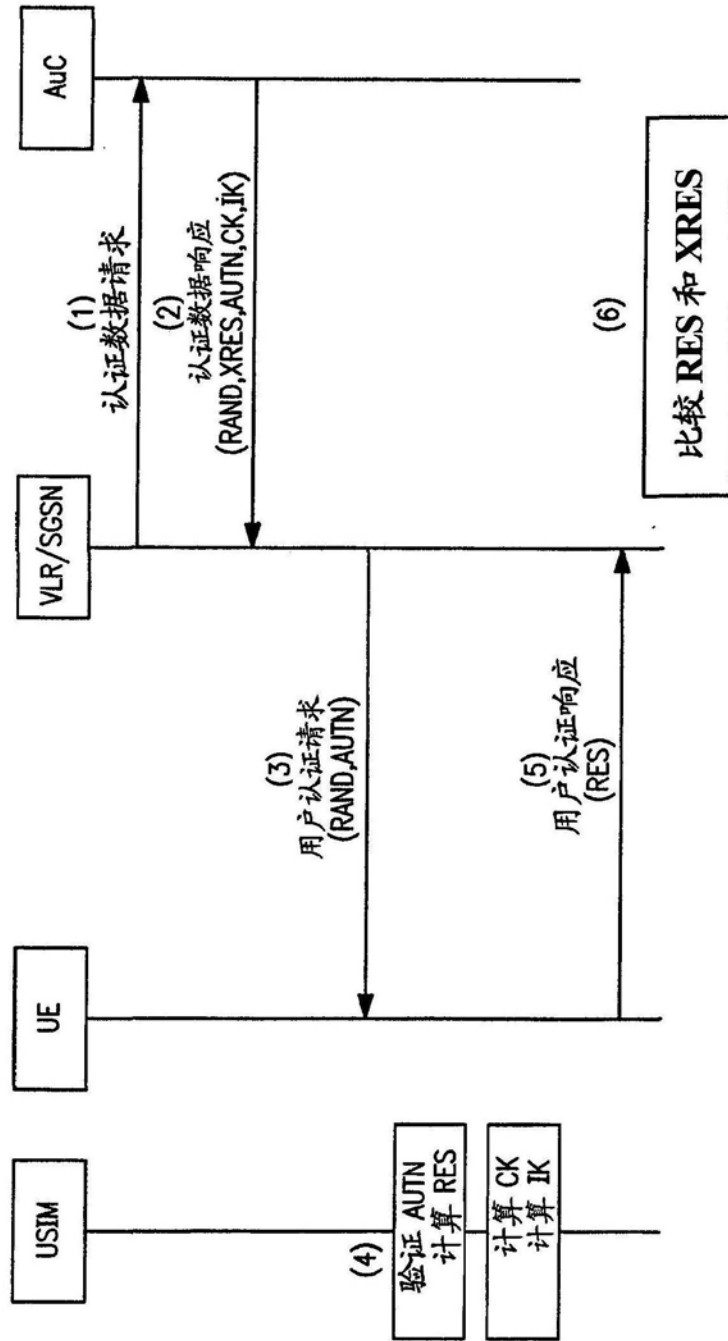 USIM
UE
VLR/SGSN
AuC
(1)
认证数据请求
(2)
认证数据响应
(RAND,XRES,AUTN,CK,IK)
(3)
用户认证请求
(RAND,AUTN)
(4)
验证 AUTN
计算 RES
计算 CK
计算 IK
(5)
用户认证响应
(RES)
(6)
比较 RES 和 XRES